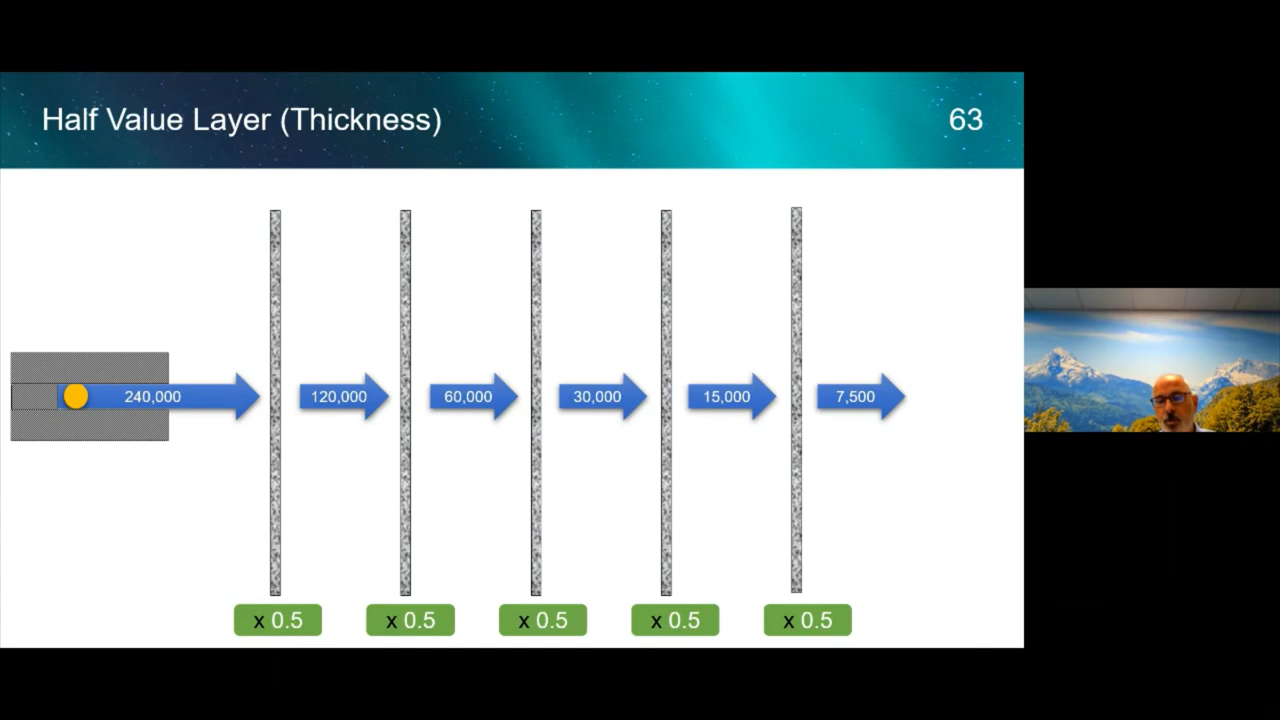 Half Value Layer (Thickness)
63
240,000
120,000
60,000
30,000
15,000
7,500
x 0.5
x 0.5
x 0.5
x 0.5
x 0.5